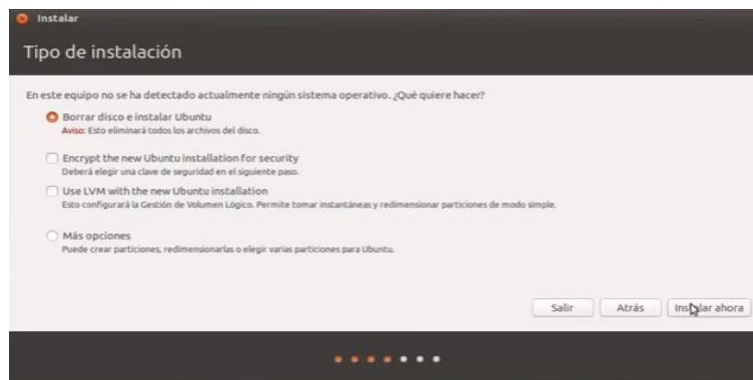 Instalar
Tipo de instalación
En este equipo no se ha detectado actualmente ningún sistema operativo. ¿Qué quiere hacer?
Borrar disco e instalar Ubuntu
Aviso: Esto eliminará todos los archivos del disco.
Encrypt the new Ubuntu installation for security
Deberá elegir una clave de seguridad en el siguiente paso.
Use LVM with the new Ubuntu installation
Esto configurará la Gestión de Volumen Lógico. Permite tomar instantáneas y redimensionar particiones de modo simple.
Más opciones
Puede crear particiones, redimensionarlas o elegir varias particiones para Ubuntu.
Salir Atrás Instalar ahora